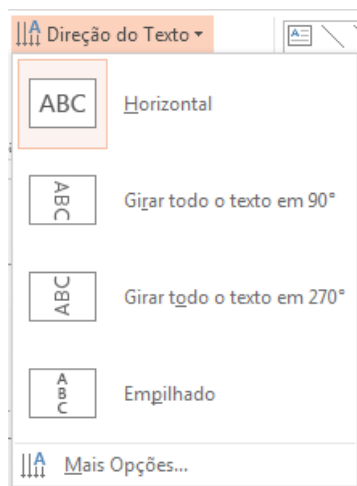 Direção do Texto
ABC Horizontal
ABC Girar todo o texto em 90°
ABC Girar todo o texto em 270°
A
B
C
Empilhado
Mais Opções...